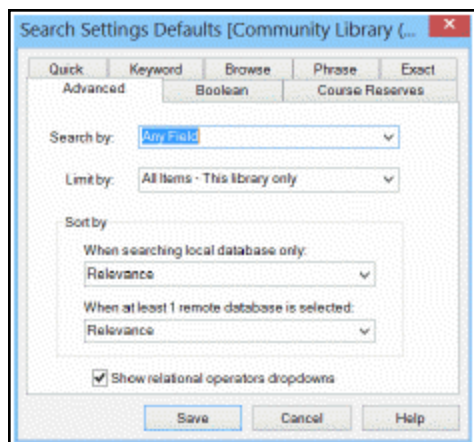 Search Settings Defaults [Community Library (...
Quick Keyword Browse Phrase Exact
Advanced Boolean Course Reserves
Search by: Any Field
Limit by: All Items - This library only
Sort by
When searching local database only:
Relevance
When at least 1 remote database is selected:
Relevance
Show relational operators dropdowns
Save Cancel Help